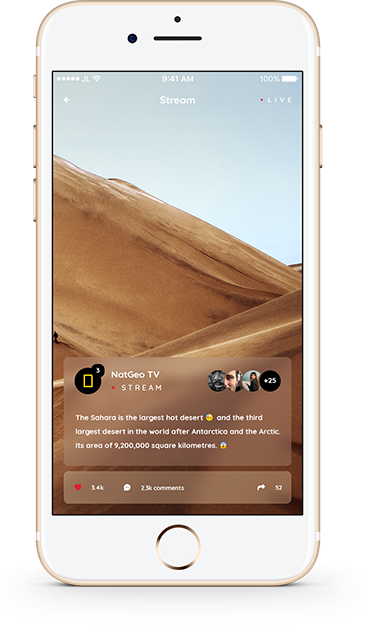 JL 9:41 AM 100%
Stream LIVE
3
NatGeo TV
STREAM
+25
The Sahara is the largest hot desert 😳 and the third
largest desert in the world after Antarctica and the Arctic.
Its area of 9,200,000 square kilometres. 😱
3.4k 2.3k comments 52